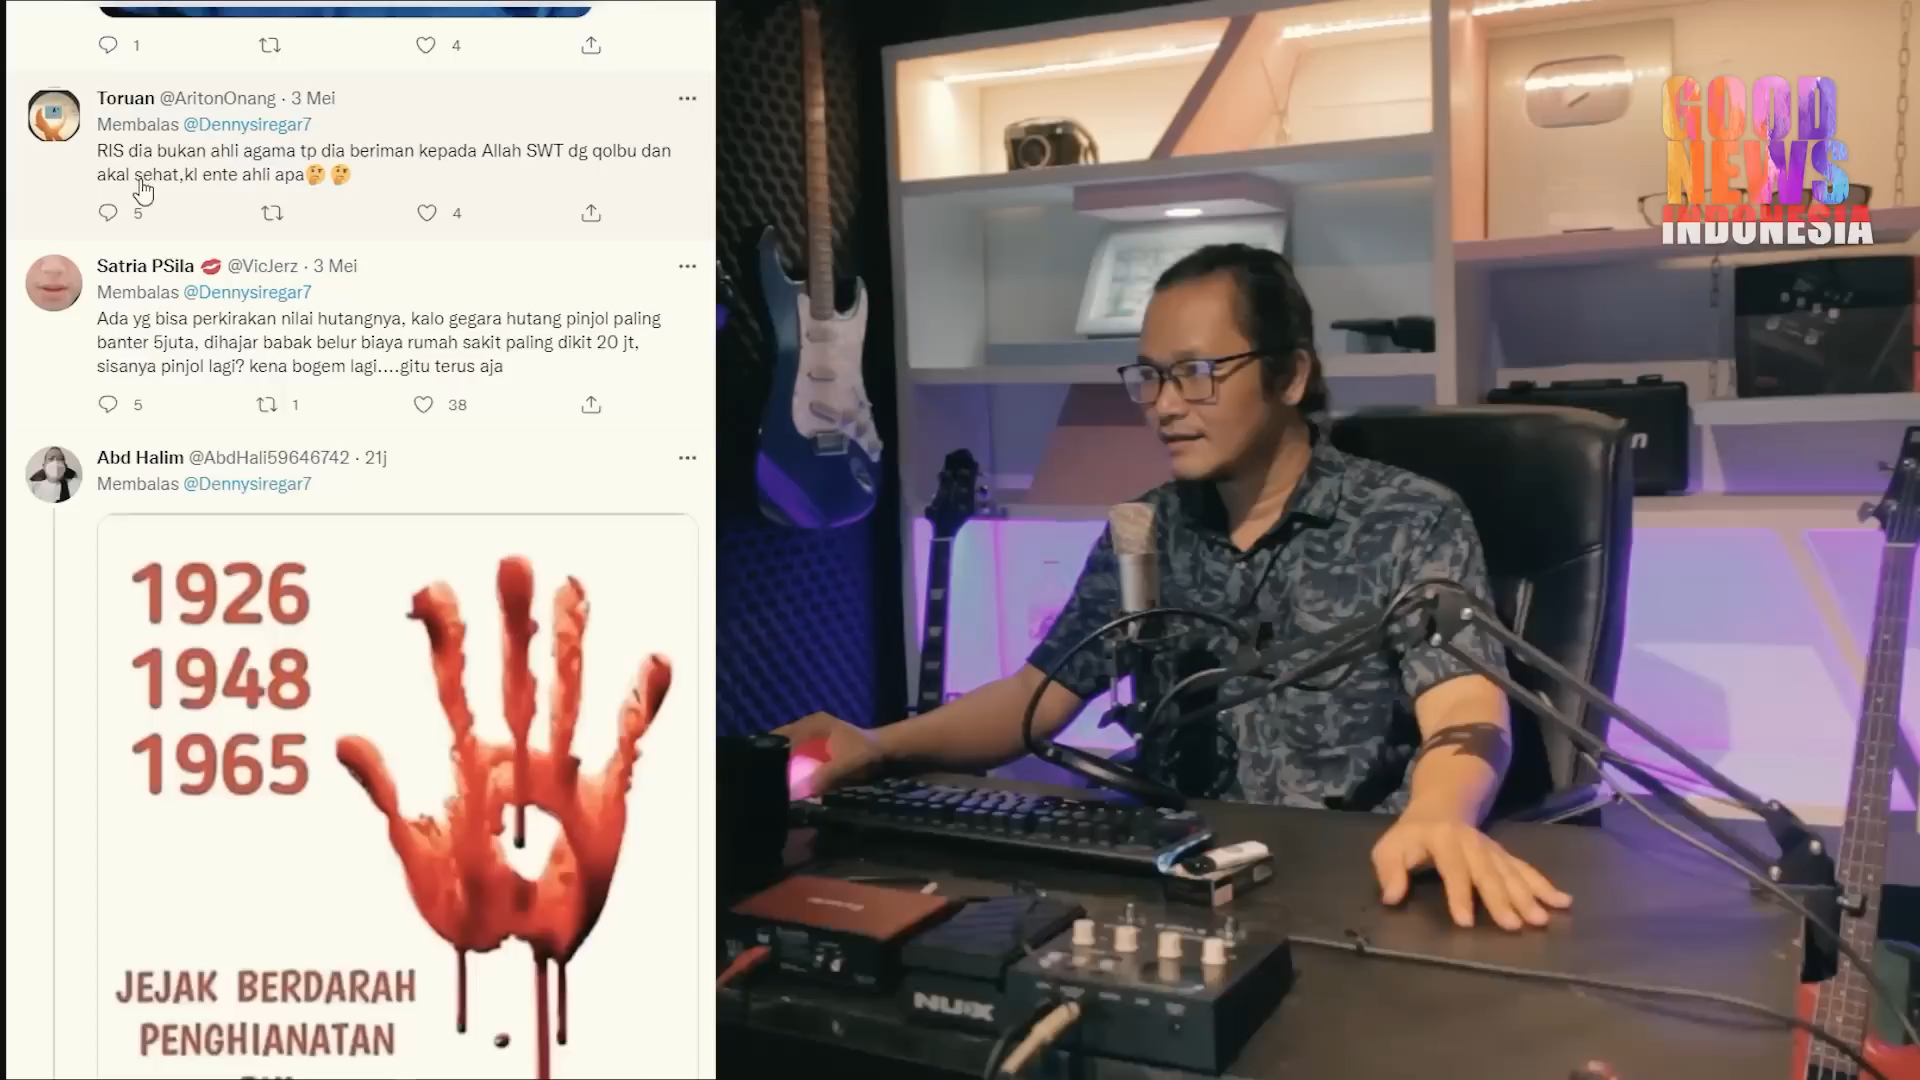 1
4
Toruan @AritonOnang · 3 Mei
Membalas @Dennysiregar7
RIS dia bukan ahli agama tp dia beriman kepada Allah SWT dg qolbu dan
akal sehat,kl ente ahli apa🤔🤔
5
4
Satria PSila 💋 @VicJerz · 3 Mei
Membalas @Dennysiregar7
Ada yg bisa perkirakan nilai hutangnya, kalo gegara hutang pinjol paling
banter 5juta, dihajar babak belur biaya rumah sakit paling dikit 20 jt,
sisanya pinjol lagi? kena bogem lagi....gitu terus aja
5
1
38
Abd Halim @AbdHali59646742 · 21j
Membalas @Dennysiregar7
1926
1948
1965
JEJAK BERDARAH
PENGHIANATAN
GOOD
NEWS
INDONESIA
NUX